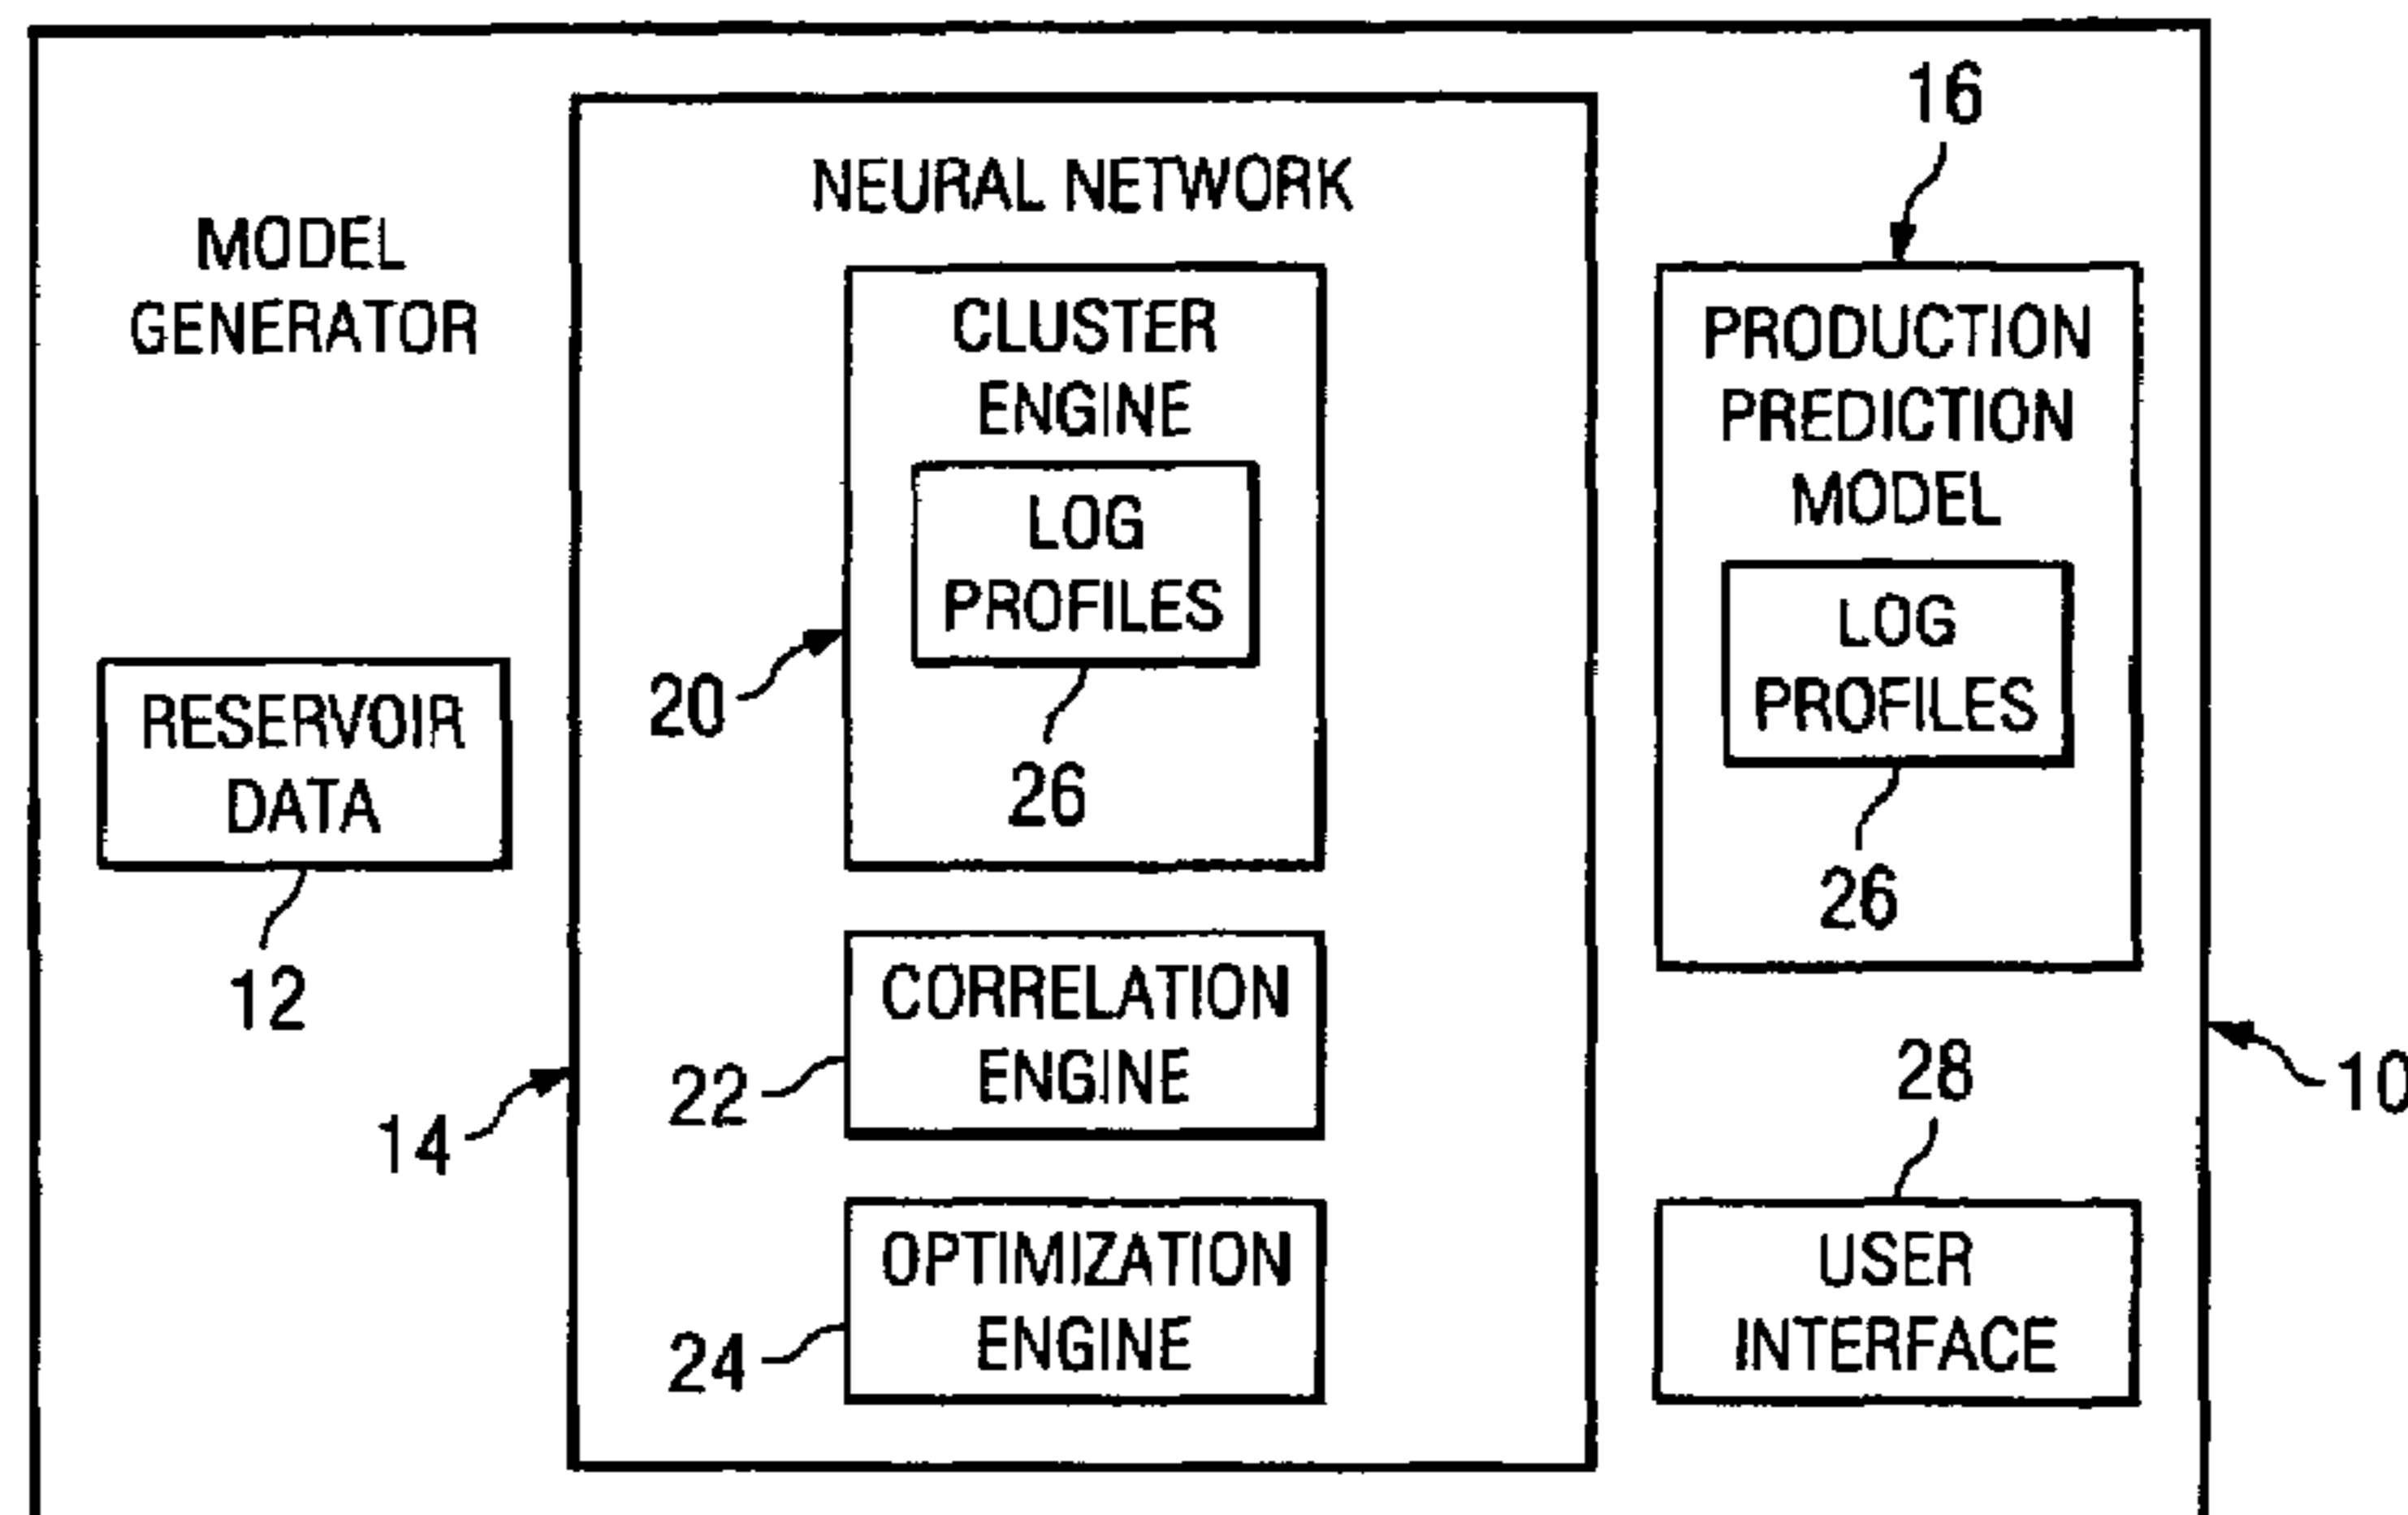 MODEL
GENERATOR
RESERVOIR
DATA
12
14
NEURAL NETWORK
CLUSTER
ENGINE
LOG
PROFILES
20
26
CORRELATION
ENGINE
22
OPTIMIZATION
ENGINE
24
16
PRODUCTION
PREDICTION
MODEL
LOG
PROFILES
26
28
USER
INTERFACE
10